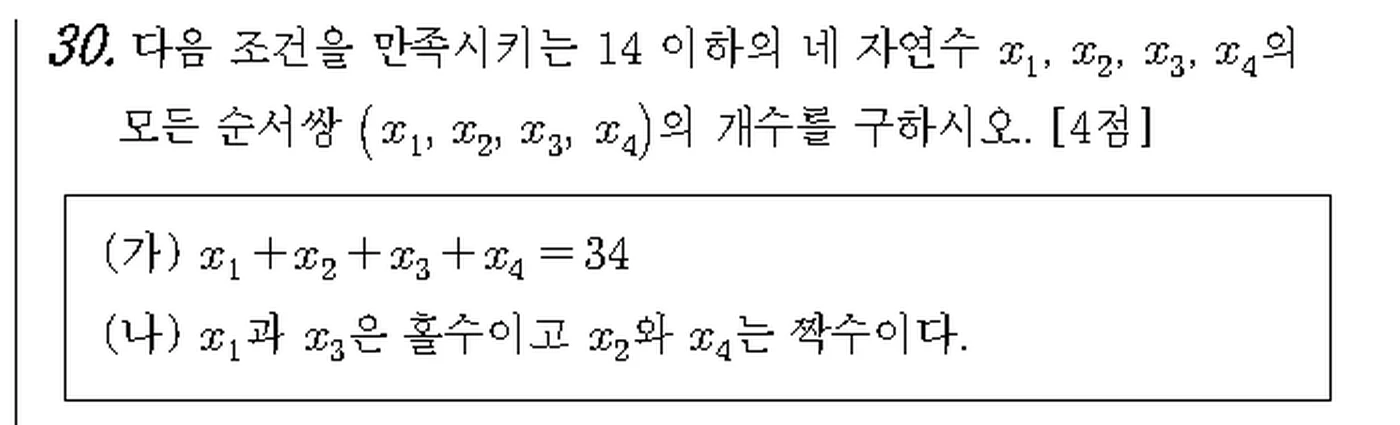 30. 다음 조건을 만족시키는 14 이하의 네 자연수 x₁, x₂, x₃, x₄의
모든 순서쌍 (x₁, x₂, x₃, x₄)의 개수를 구하시오. [4점]
(가) x₁+x₂+x₃+x₄=34
(나) x₁과 x₃은 홀수이고 x₂와 x₄는 짝수이다.